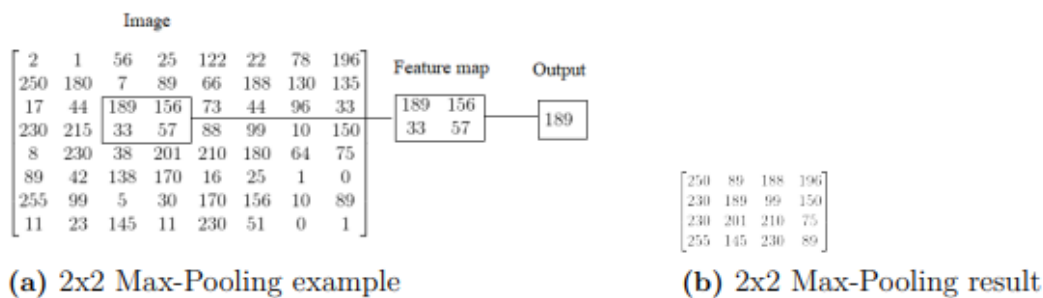 Image
2 1 56 25 122 22 78 196
250 180 7 89 66 188 130 135
17 44 189 156 73 44 96 33
230 215 33 57 88 99 10 150
8 230 38 201 210 180 64 75
89 42 138 170 16 25 1 0
255 99 5 30 170 156 10 89
11 23 145 11 230 51 0 1
Feature map
189 156
33 57
Output
189
(a) 2x2 Max-Pooling example
250 89 188 196
230 189 99 150
230 201 210 75
255 145 230 89
(b) 2x2 Max-Pooling result